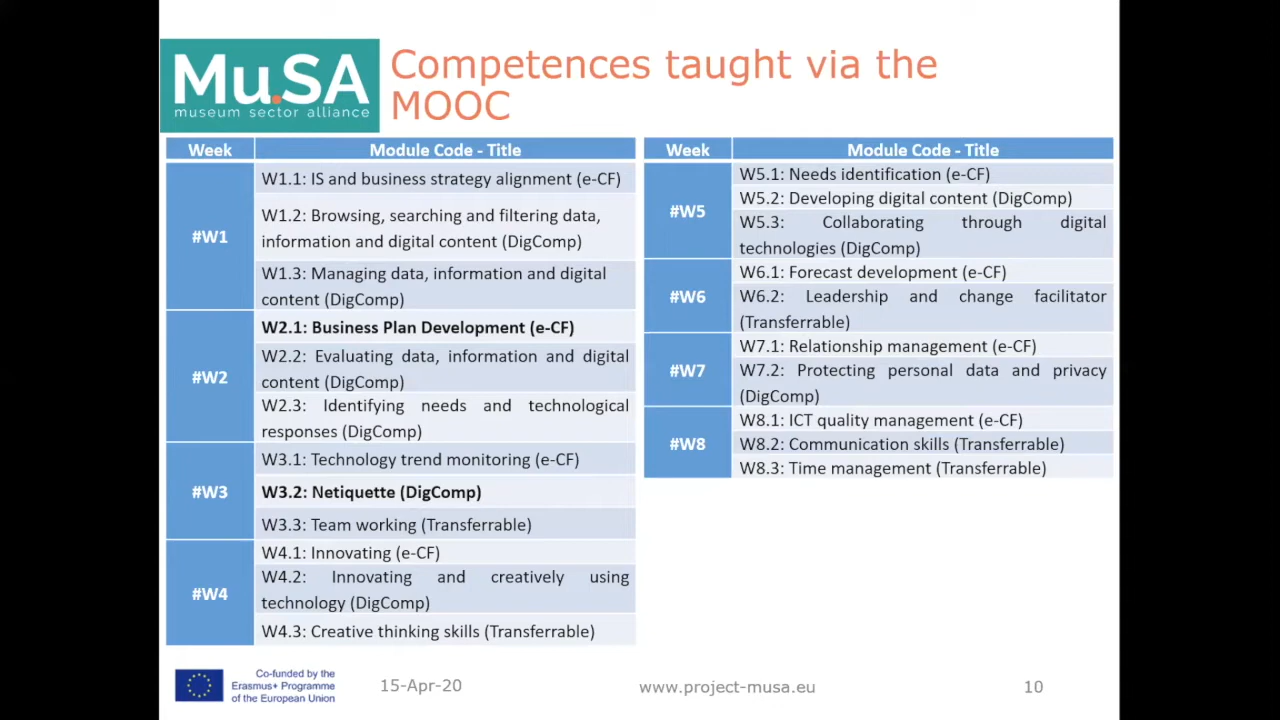 Mu.SA
museum sector alliance
Competences taught via the
MOOC
Week
Module Code - Title
#W1
W1.1: IS and business strategy alignment (e-CF)
W1.2: Browsing, searching and filtering data,
information and digital content (DigComp)
W1.3: Managing data, information and digital
content (DigComp)
#W2
W2.1: Business Plan Development (e-CF)
W2.2: Evaluating data, information and digital
content (DigComp)
W2.3: Identifying needs and technological
responses (DigComp)
#W3
W3.1: Technology trend monitoring (e-CF)
W3.2: Netiquette (DigComp)
W3.3: Team working (Transferrable)
#W4
W4.1: Innovating (e-CF)
W4.2: Innovating and creatively using
technology (DigComp)
W4.3: Creative thinking skills (Transferrable)
Week
Module Code - Title
#W5
W5.1: Needs identification (e-CF)
W5.2: Developing digital content (DigComp)
W5.3: Collaborating through digital
technologies (DigComp)
#W6
W6.1: Forecast development (e-CF)
W6.2: Leadership and change facilitator
(Transferrable)
#W7
W7.1: Relationship management (e-CF)
W7.2: Protecting personal data and privacy
(DigComp)
#W8
W8.1: ICT quality management (e-CF)
W8.2: Communication skills (Transferrable)
W8.3: Time management (Transferrable)
Co-funded by the
Erasmus+ Programme
of the European Union
15-Apr-20
www.project-musa.eu
10